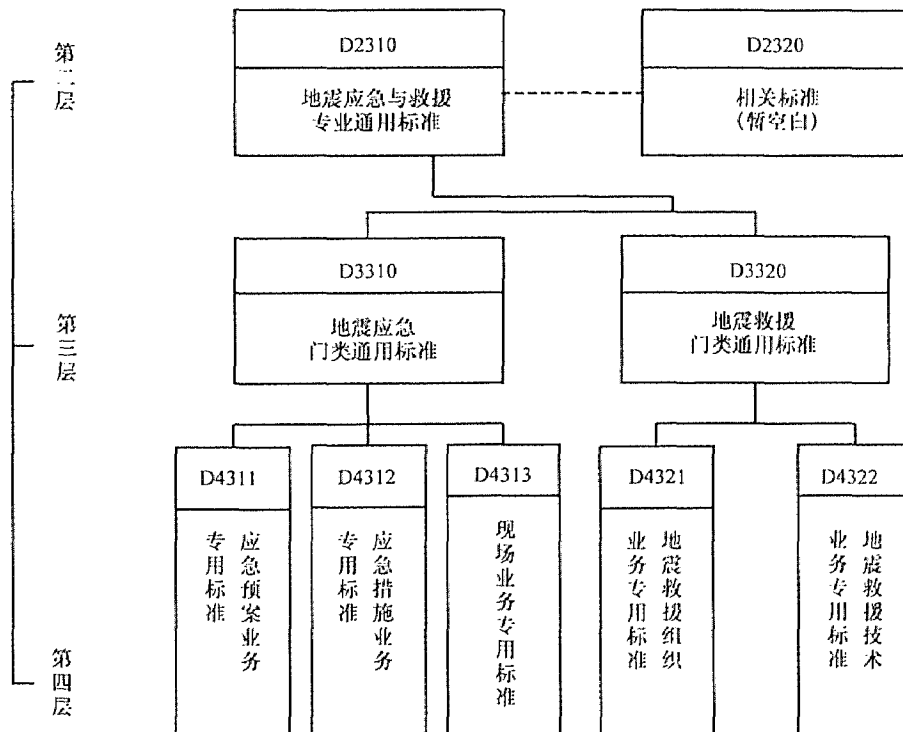 第二层
D2310
地震应急与救援
专业通用标准
D2320
相关标准
(暂空白)
第三层
D3310
地震应急
门类通用标准
D3320
地震救援
门类通用标准
第四层
D4311
应急预案业务
专用标准
D4312
应急措施业务
专用标准
D4313
现场业务专用标准
D4321
地震救援组织
业务专用标准
D4322
地震救援技术
业务专用标准